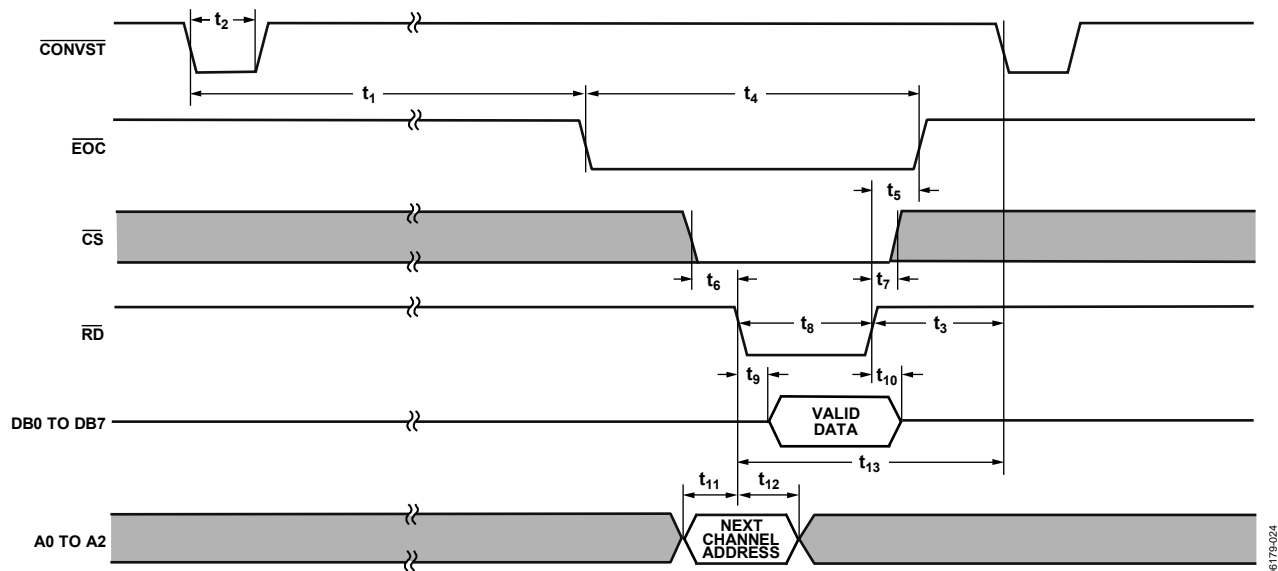 t2
CONVST
t1
t4
EOC
t5
CS
t6
t7
RD
t8
t3
t9
t10
DB0 TO DB7
VALID
DATA
t13
t11
t12
A0 TO A2
NEXT
CHANNEL
ADDRESS
6179-024